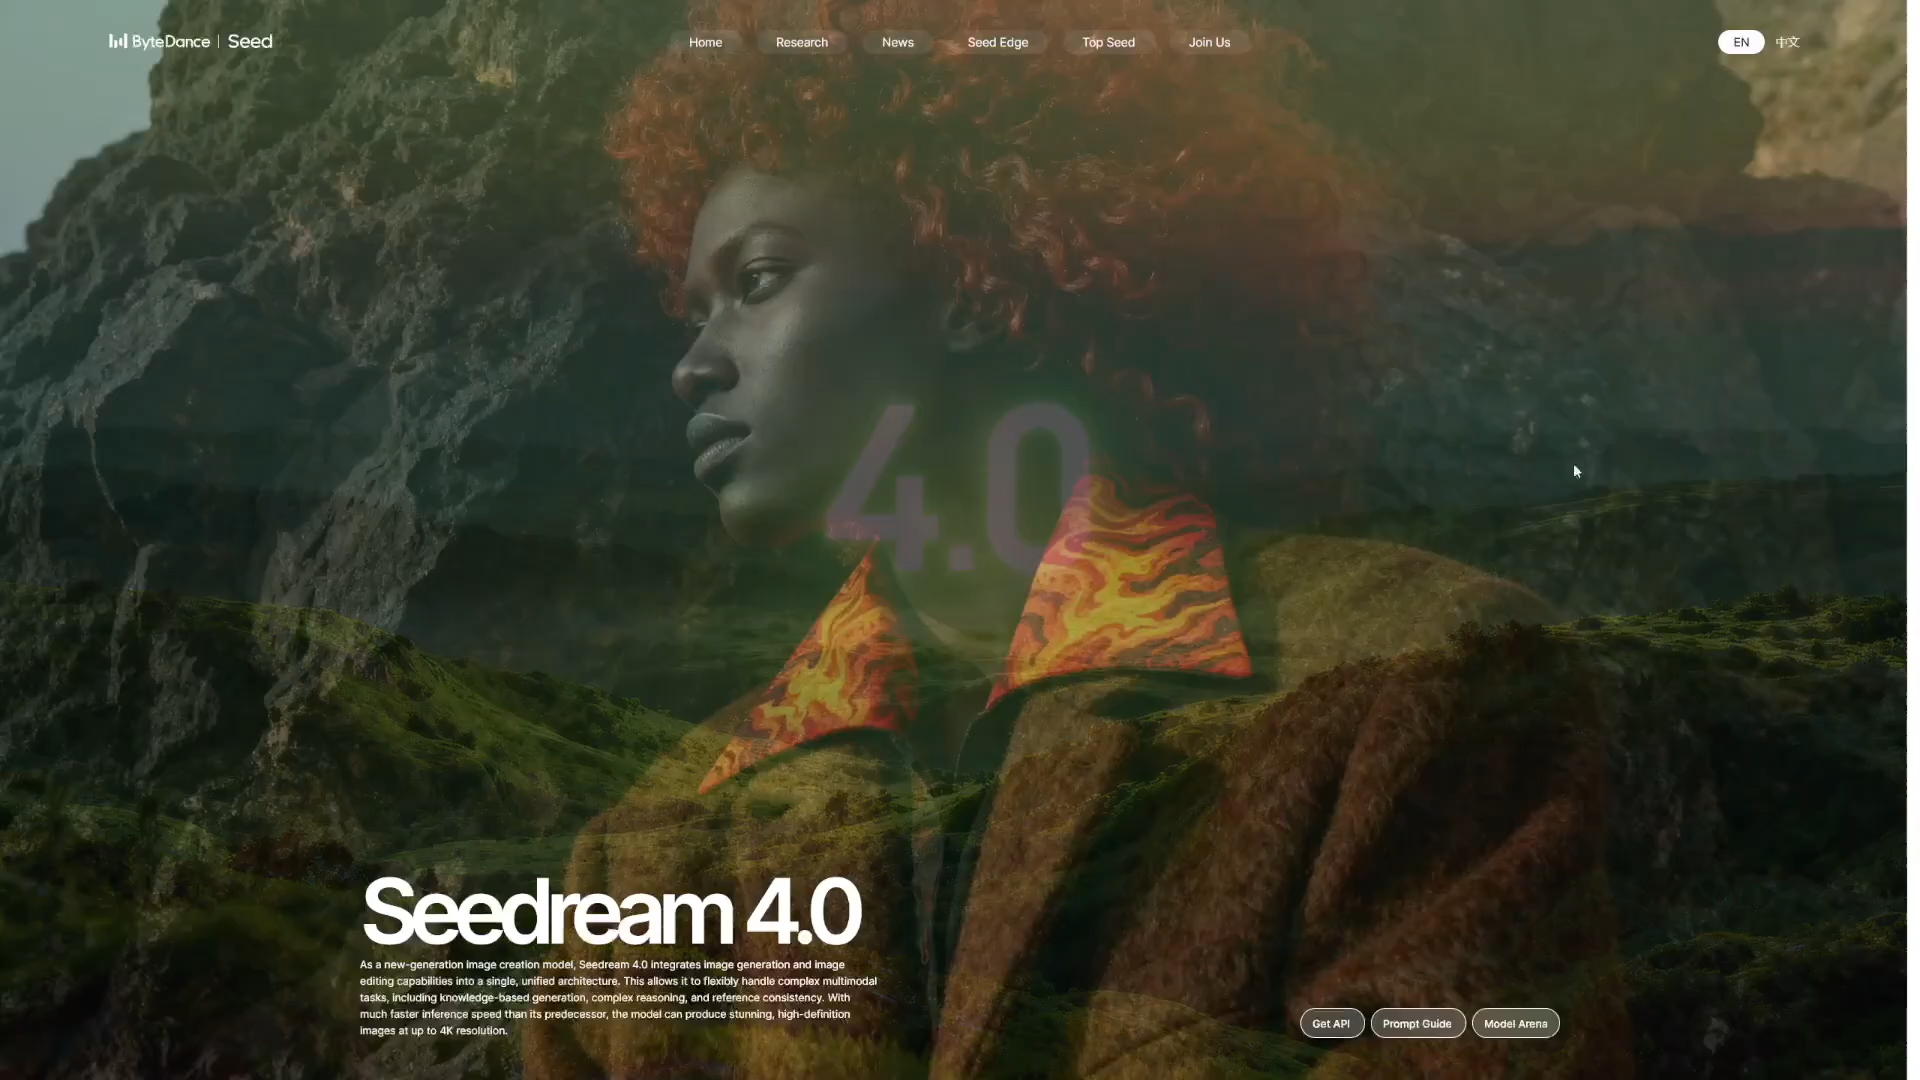 ByteDance | Seed
Home
Research
News
Seed Edge
Top Seed
Join Us
EN
中文
4.0
Seedream 4.0
As a new-generation image creation model, Seedream 4.0 integrates image generation and image
editing capabilities into a single, unified architecture. This allows it to flexibly handle complex multimodal
tasks, including knowledge-based generation, complex reasoning, and reference consistency. With
much faster inference speed than its predecessor, the model can produce stunning, high-definition
images at up to 4K resolution.
Get API
Prompt Guide
Model Arena